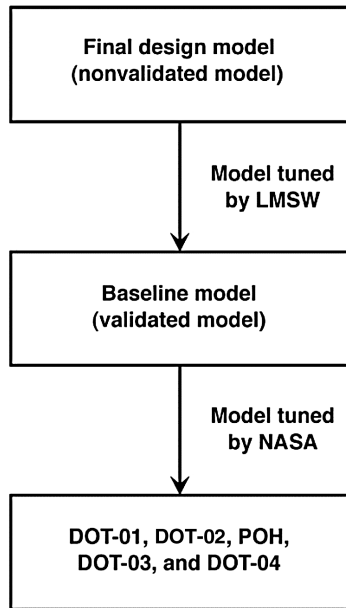 Final design model
(nonvalidated model)
Model tuned
by LMSW
Baseline model
(validated model)
Model tuned
by NASA
DOT-01, DOT-02, POH,
DOT-03, and DOT-04